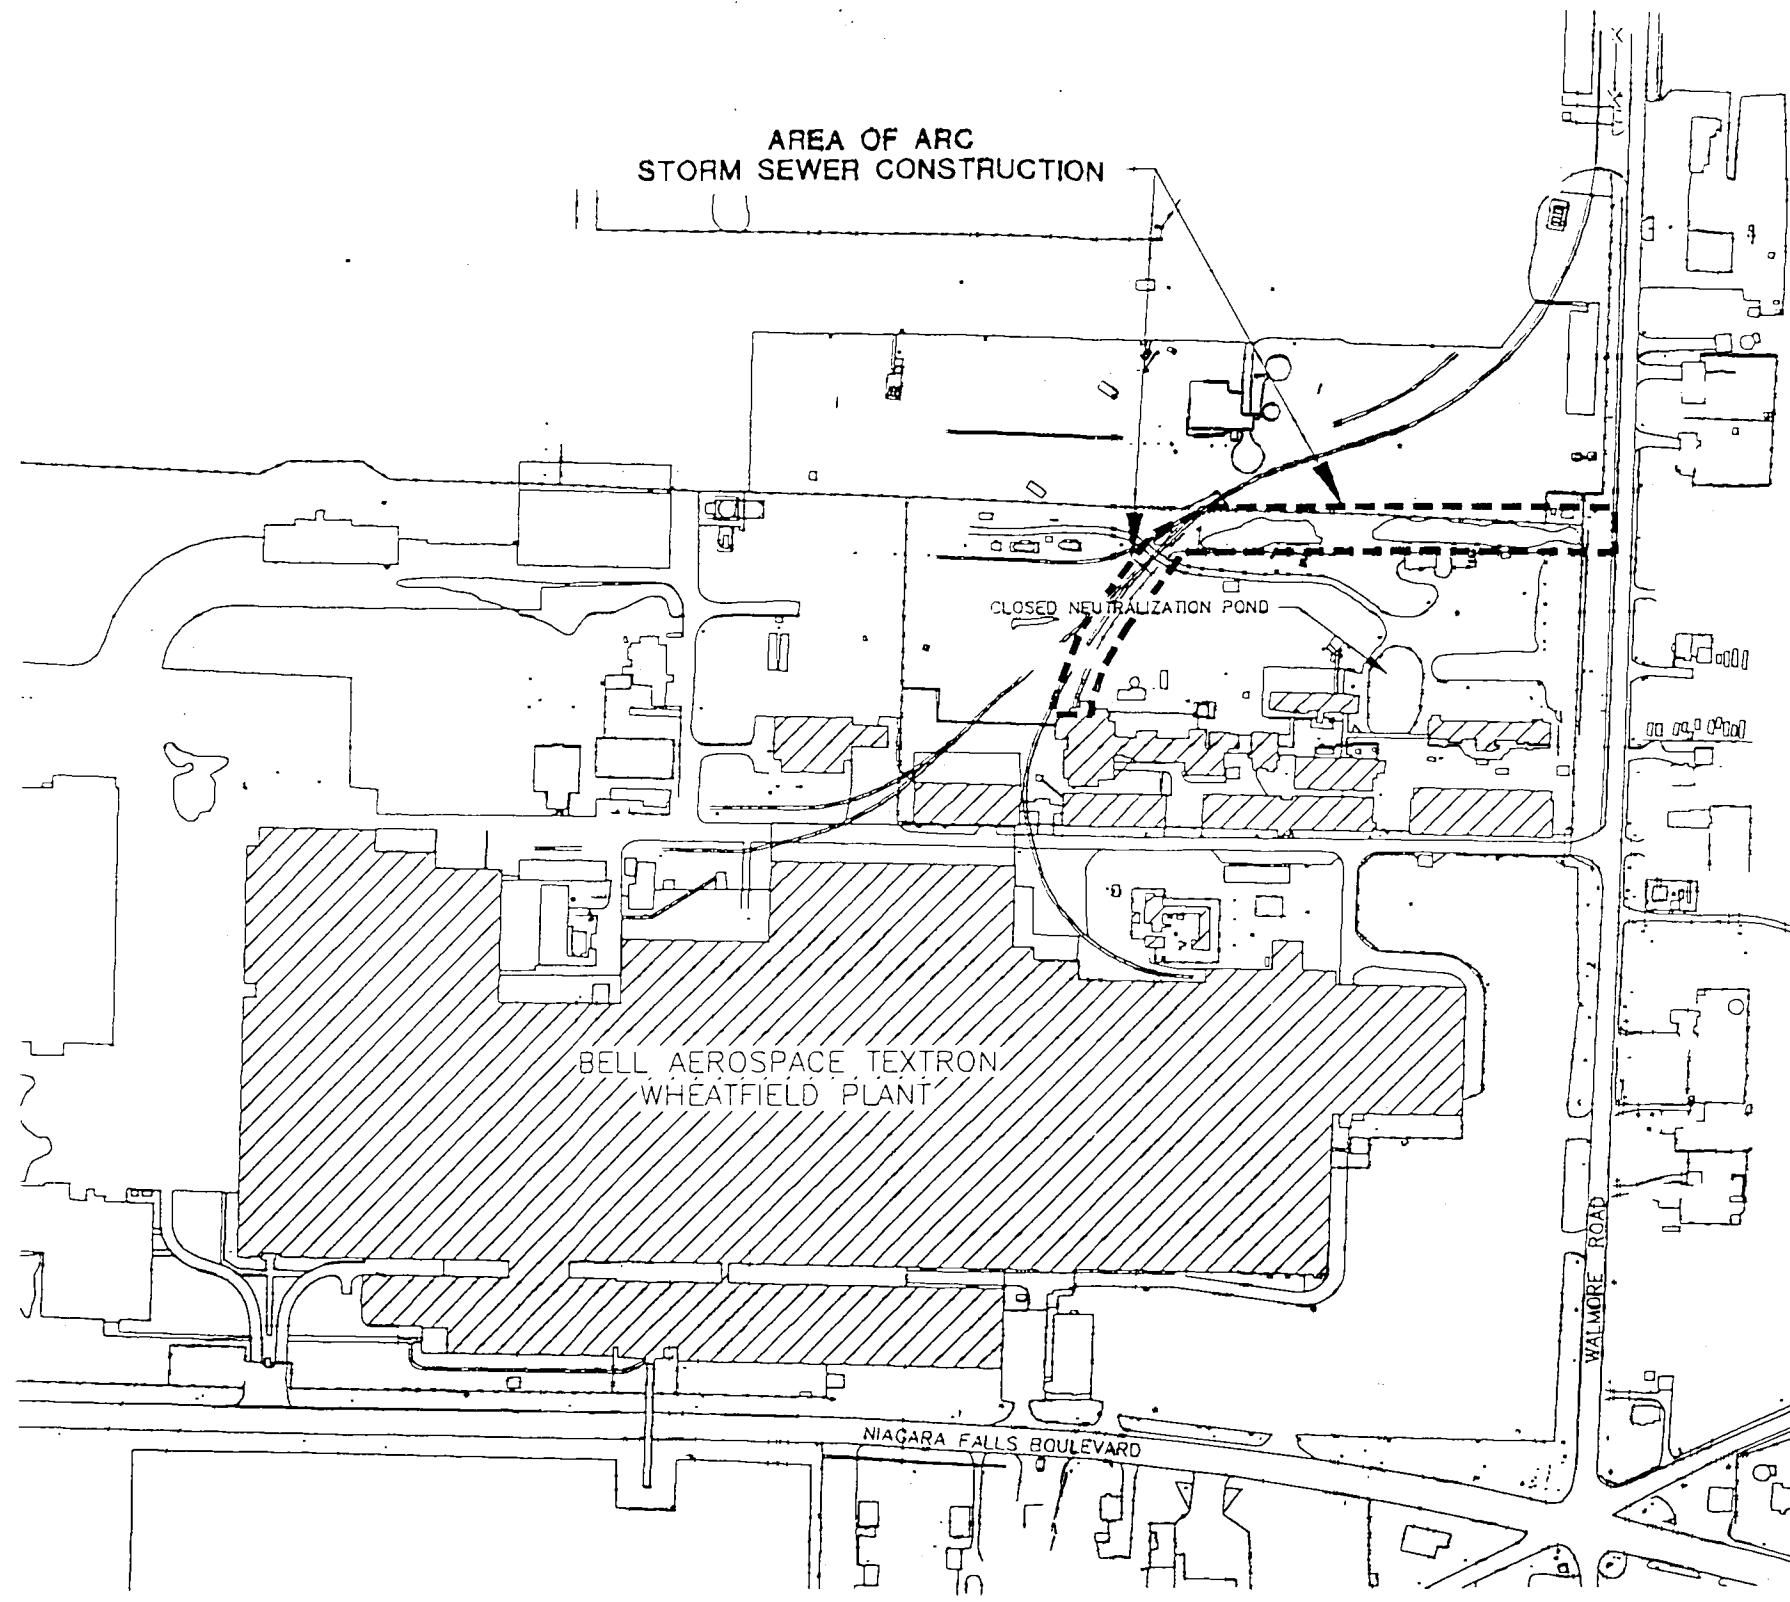 AREA OF ARC
STORM SEWER CONSTRUCTION
CLOSED NEUTRALIZATION POND
BELL AEROSPACE TEXTRON
WHEATFIELD PLANT
WALMORE ROAD
NIAGARA FALLS BOULEVARD